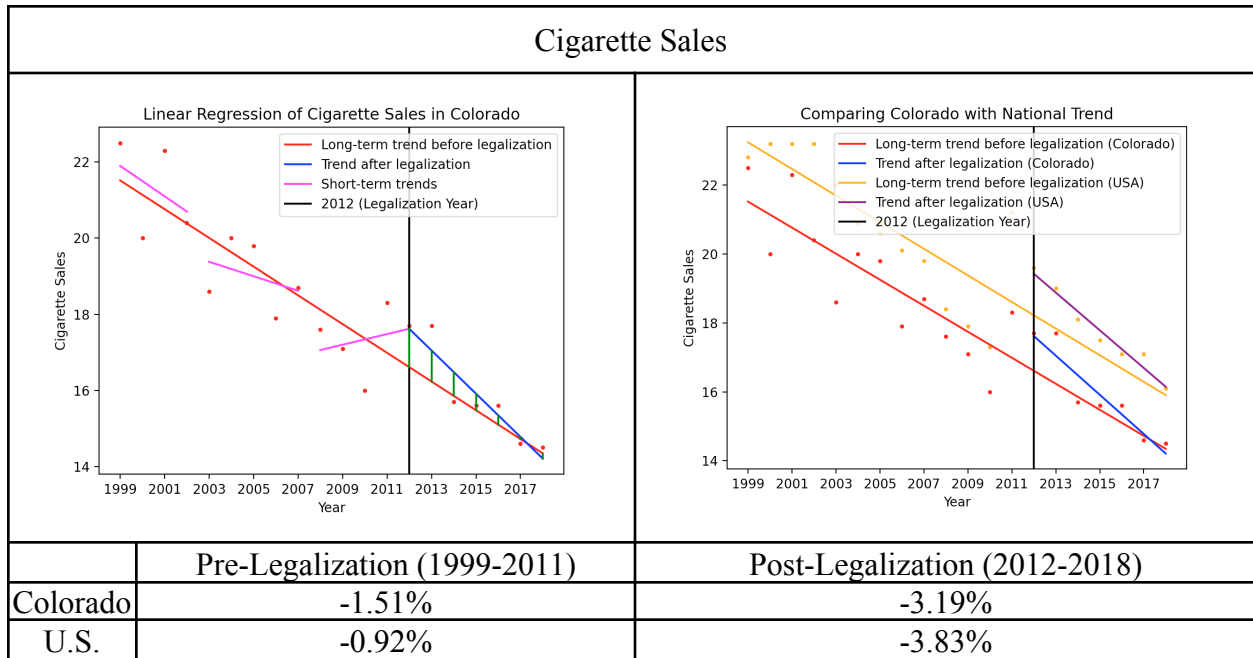 Cigarette Sales
Linear Regression of Cigarette Sales in Colorado
Long-term trend before legalization
Trend after legalization
Short-term trends
2012 (Legalization Year)
Cigarette Sales
22
20
18
16
14
1999 2001 2003 2005 2007 2009 2011 2013 2015 2017
Year
Comparing Colorado with National Trend
Long-term trend before legalization (Colorado)
Trend after legalization (Colorado)
Long-term trend before legalization (USA)
Trend after legalization (USA)
2012 (Legalization Year)
Cigarette Sales
22
20
18
16
14
1999 2001 2003 2005 2007 2009 2011 2013 2015 2017
Year
Pre-Legalization (1999-2011) Post-Legalization (2012-2018)
Colorado -1.51% -3.19%
U.S. -0.92% -3.83%